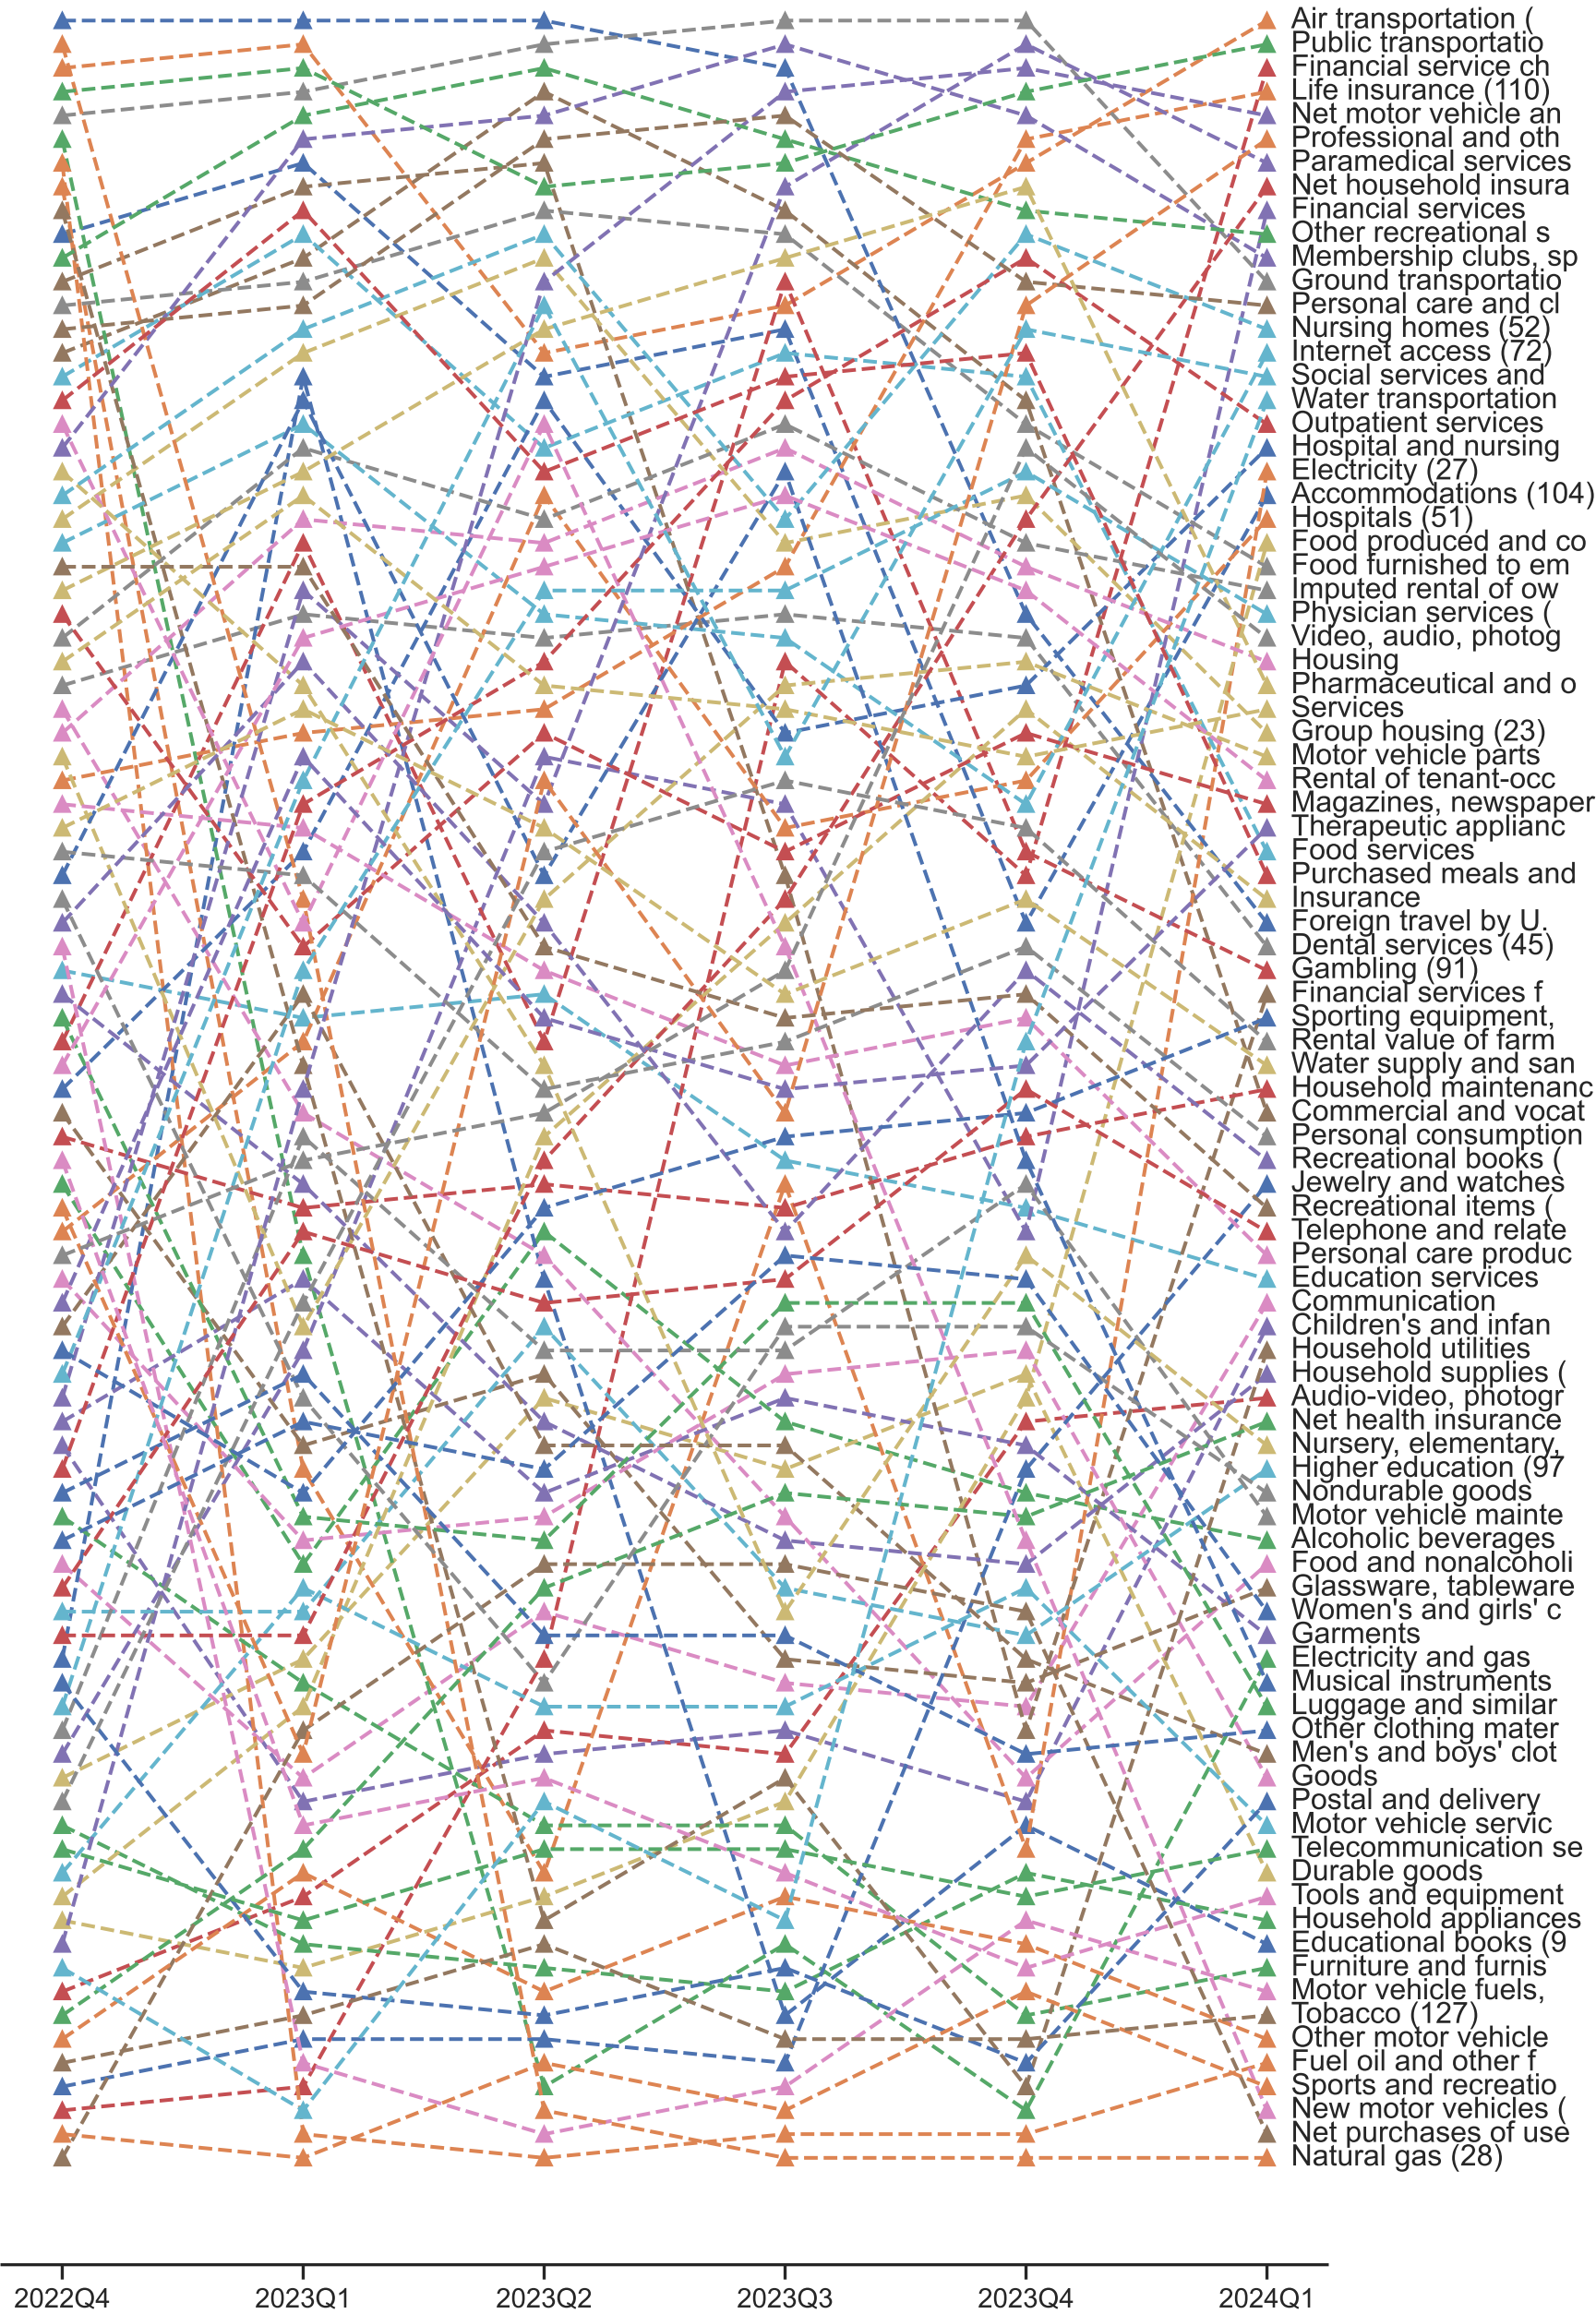 Air transportation (
Public transportatio
Financial service ch
Life insurance (110)
Net motor vehicle an
Professional and oth
Paramedical services
Net household insura
Financial services
Other recreational s
Membership clubs, sp
Ground transportatio
Personal care and cl
Nursing homes (52)
Internet access (72)
Social services and
Water transportation
Outpatient services
Hospital and nursing
Electricity (27)
Accommodations (104)
Hospitals (51)
Food produced and co
Food furnished to em
Imputed rental of ow
Physician services (
Video, audio, photog
Housing
Pharmaceutical and o
Services
Group housing (23)
Motor vehicle parts
Rental of tenant-occ
Magazines, newspaper
Therapeutic applianc
Food services
Purchased meals and
Insurance
Foreign travel by U.
Dental services (45)
Gambling (91)
Financial services f
Sporting equipment,
Rental value of farm
Water supply and san
Household maintenanc
Commercial and vocat
Personal consumption
Recreational books (
Jewelry and watches
Recreational items (
Telephone and relate
Personal care produc
Education services
Communication
Children's and infan
Household utilities
Household supplies (
Audio-video, photogr
Net health insurance
Nursery, elementary,
Higher education (97
Nondurable goods
Motor vehicle mainte
Alcoholic beverages
Food and nonalcoholi
Glassware, tableware
Women's and girls' c
Garments
Electricity and gas
Musical instruments
Luggage and similar
Other clothing mater
Men's and boys' clot
Goods
Postal and delivery
Motor vehicle servic
Telecommunication se
Durable goods
Tools and equipment
Household appliances
Educational books (9
Furniture and furnis
Motor vehicle fuels,
Tobacco (127)
Other motor vehicle
Fuel oil and other f
Sports and recreatio
New motor vehicles (
Net purchases of use
Natural gas (28)
2022Q4 2023Q1 2023Q2 2023Q3 2023Q4 2024Q1